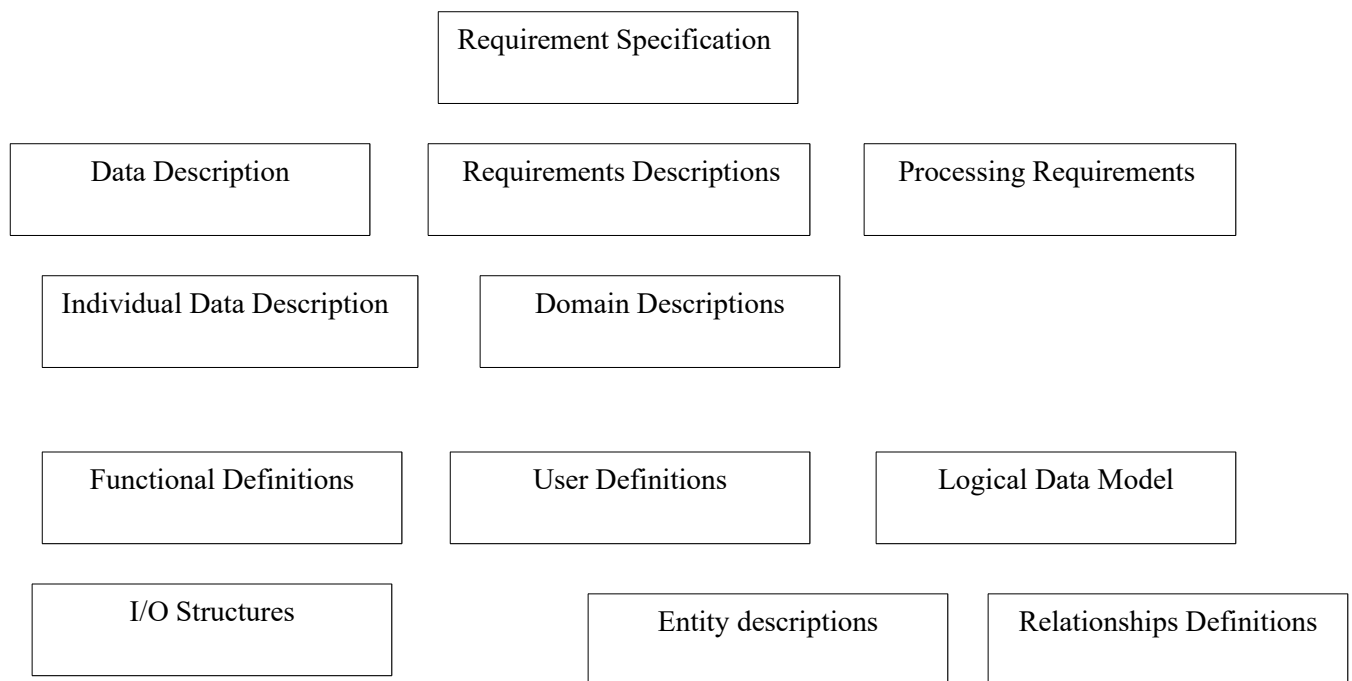 Requirement Specification
Data Description
Requirements Descriptions
Processing Requirements
Individual Data Description
Domain Descriptions
Functional Definitions
User Definitions
Logical Data Model
I/O Structures
Entity descriptions
Relationships Definitions